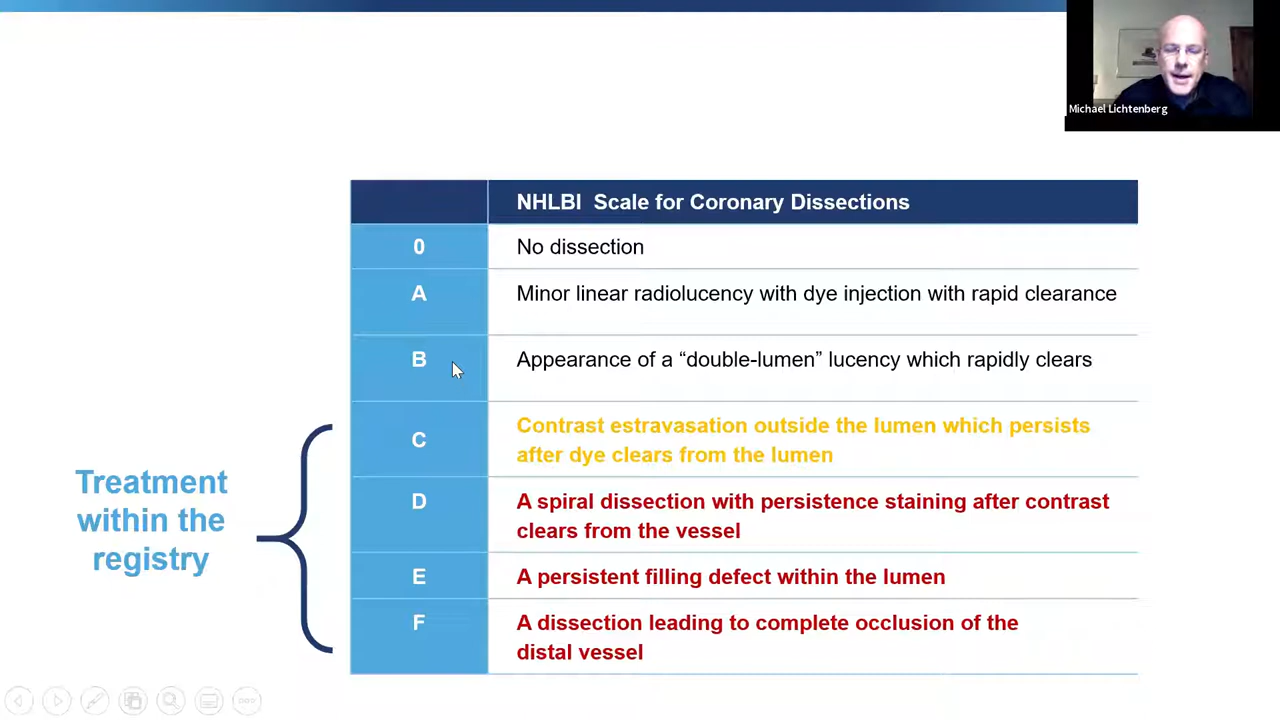 Michael Lichtenberg
NHLBI Scale for Coronary Dissections
0
No dissection
A
Minor linear radiolucency with dye injection with rapid clearance
B
Appearance of a “double-lumen” lucency which rapidly clears
C
Contrast estravasation outside the lumen which persists
after dye clears from the lumen
D
A spiral dissection with persistence staining after contrast
clears from the vessel
E
A persistent filling defect within the lumen
F
A dissection leading to complete occlusion of the
distal vessel
Treatment
within the
registry